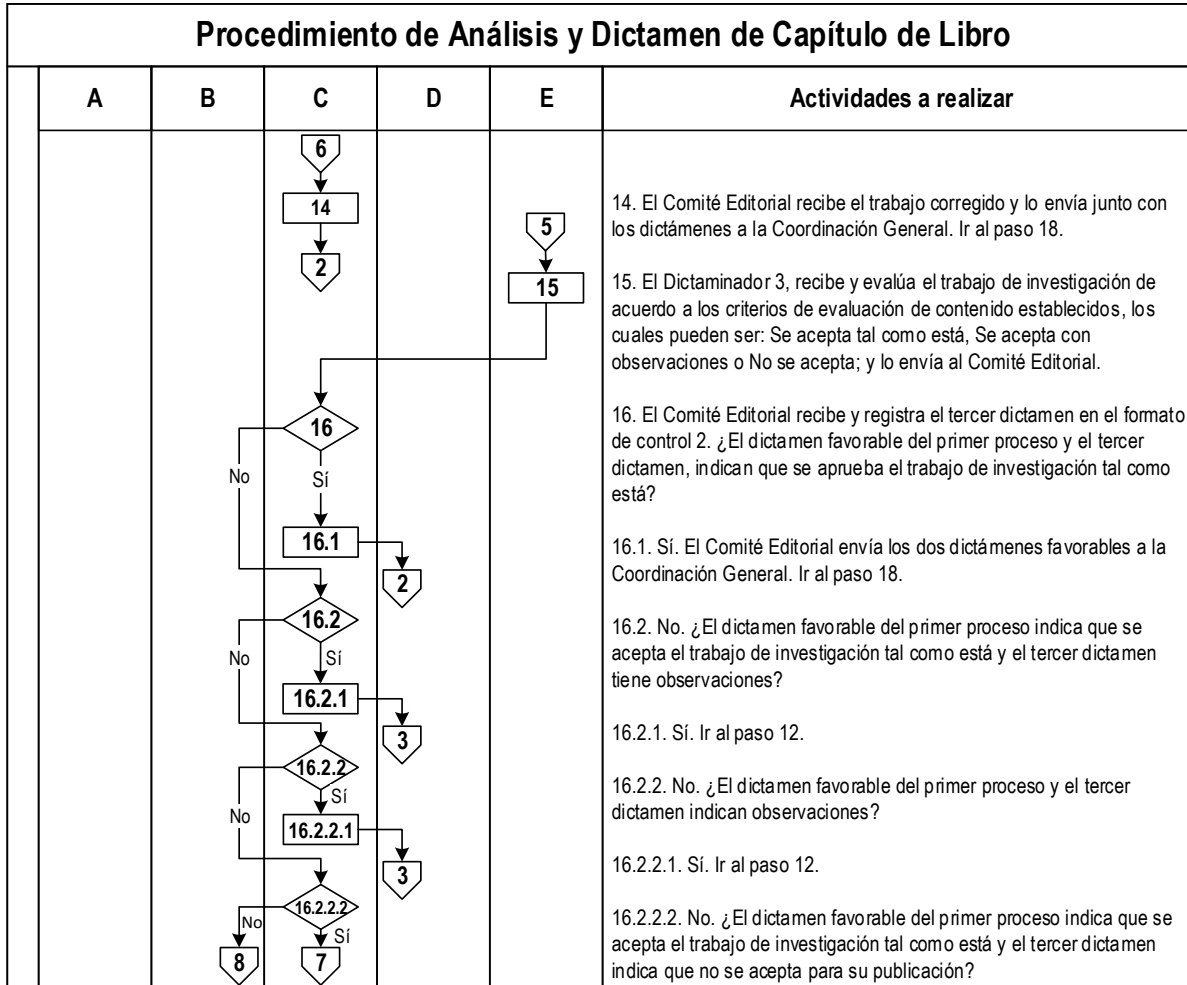 Procedimiento de Análisis y Dictamen de Capítulo de Libro
A
B
C
D
E
Actividades a realizar
6
14
2
5
15
16
No
Sí
16.1
2
16.2
No
Sí
16.2.1
3
16.2.2
Sí
No
16.2.2.1
3
16.2.2.2
No
Sí
8
7
14. El Comité Editorial recibe el trabajo corregido y lo envía junto con
los dictámenes a la Coordinación General. Ir al paso 18.
15. El Dictaminador 3, recibe y evalúa el trabajo de investigación de
acuerdo a los criterios de evaluación de contenido establecidos, los
cuales pueden ser: Se acepta tal como está, Se acepta con
observaciones o No se acepta; y lo envía al Comité Editorial.
16. El Comité Editorial recibe y registra el tercer dictamen en el formato
de control 2. ¿El dictamen favorable del primer proceso y el tercer
dictamen, indican que se aprueba el trabajo de investigación tal como
está?
16.1. Sí. El Comité Editorial envía los dos dictámenes favorables a la
Coordinación General. Ir al paso 18.
16.2. No. ¿El dictamen favorable del primer proceso indica que se
acepta el trabajo de investigación tal como está y el tercer dictamen
tiene observaciones?
16.2.1. Sí. Ir al paso 12.
16.2.2. No. ¿El dictamen favorable del primer proceso y el tercer
dictamen indican observaciones?
16.2.2.1. Sí. Ir al paso 12.
16.2.2.2. No. ¿El dictamen favorable del primer proceso indica que se
acepta el trabajo de investigación tal como está y el tercer dictamen
indica que no se acepta para su publicación?